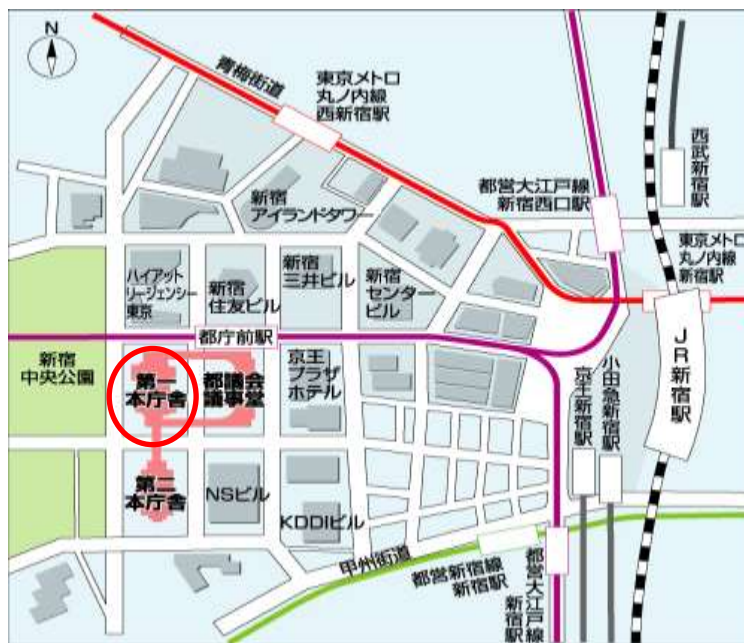 N
青梅街道
東京メトロ
丸ノ内線
西新宿駅
西武新宿駅
都営大江戸線
新宿西口駅
新宿
アイランドタワー
東京メトロ
丸ノ内線
新宿駅
ハイアット
リージェンシー
東京
新宿
住友ビル
新宿
三井ビル
新宿
センター
ビル
都庁前駅
JR新宿駅
小田急新宿駅
京王新宿駅
新宿
中央公園
第一
本庁舎
都議会
議事堂
京王
プラザ
ホテル
第二
本庁舎
NSビル
KDDIビル
甲州街道
都営新宿線
新宿駅
都営大江戸線
新宿駅